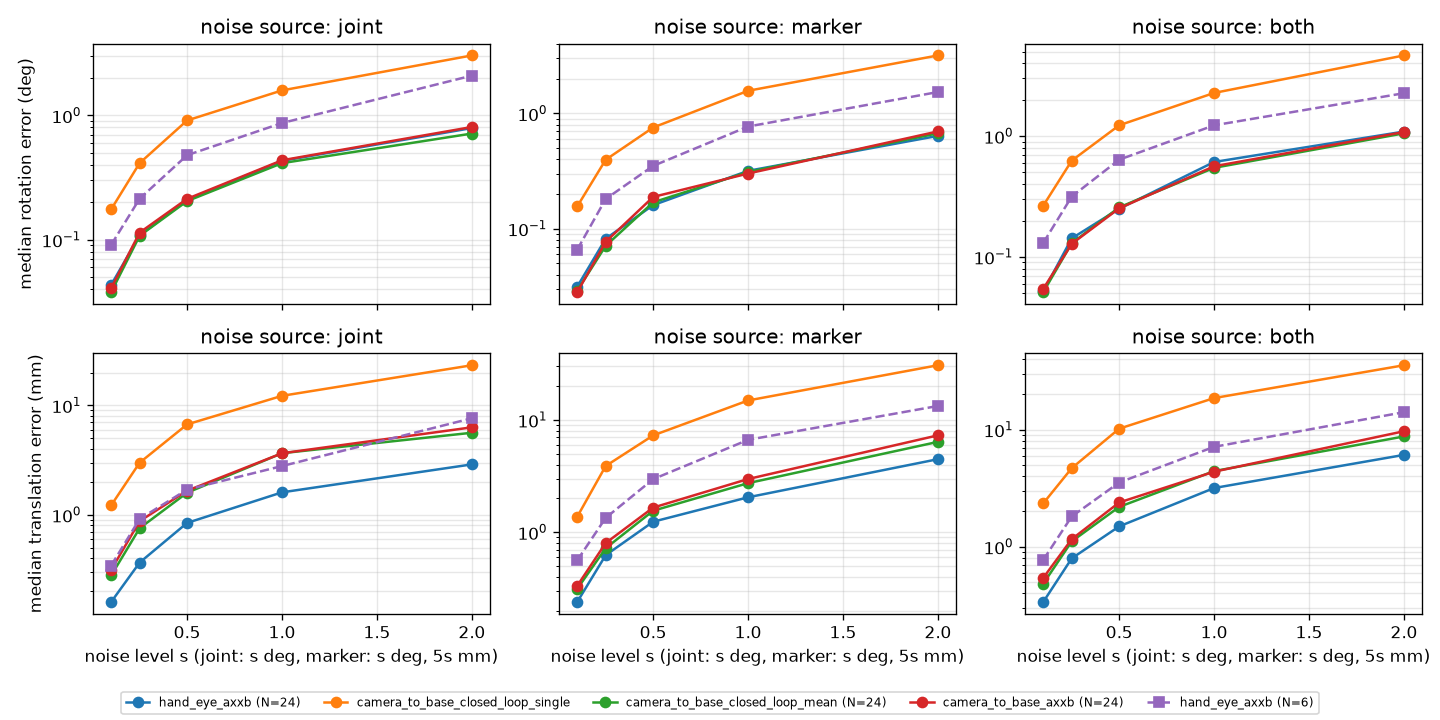 noise source: joint
noise source: marker
noise source: both
median rotation error (deg)
10⁰
10⁻¹
10⁰
10⁻¹
10⁰
10⁻¹
noise source: joint
noise source: marker
noise source: both
median translation error (mm)
10¹
10⁰
10¹
10⁰
10¹
10⁰
0.5 1.0 1.5 2.0
0.5 1.0 1.5 2.0
0.5 1.0 1.5 2.0
noise level s (joint: s deg, marker: s deg, 5s mm)
noise level s (joint: s deg, marker: s deg, 5s mm)
noise level s (joint: s deg, marker: s deg, 5s mm)
hand_eye_axxb (N=24) camera_to_base_closed_loop_single camera_to_base_closed_loop_mean (N=24) camera_to_base_axxb (N=24) hand_eye_axxb (N=6)